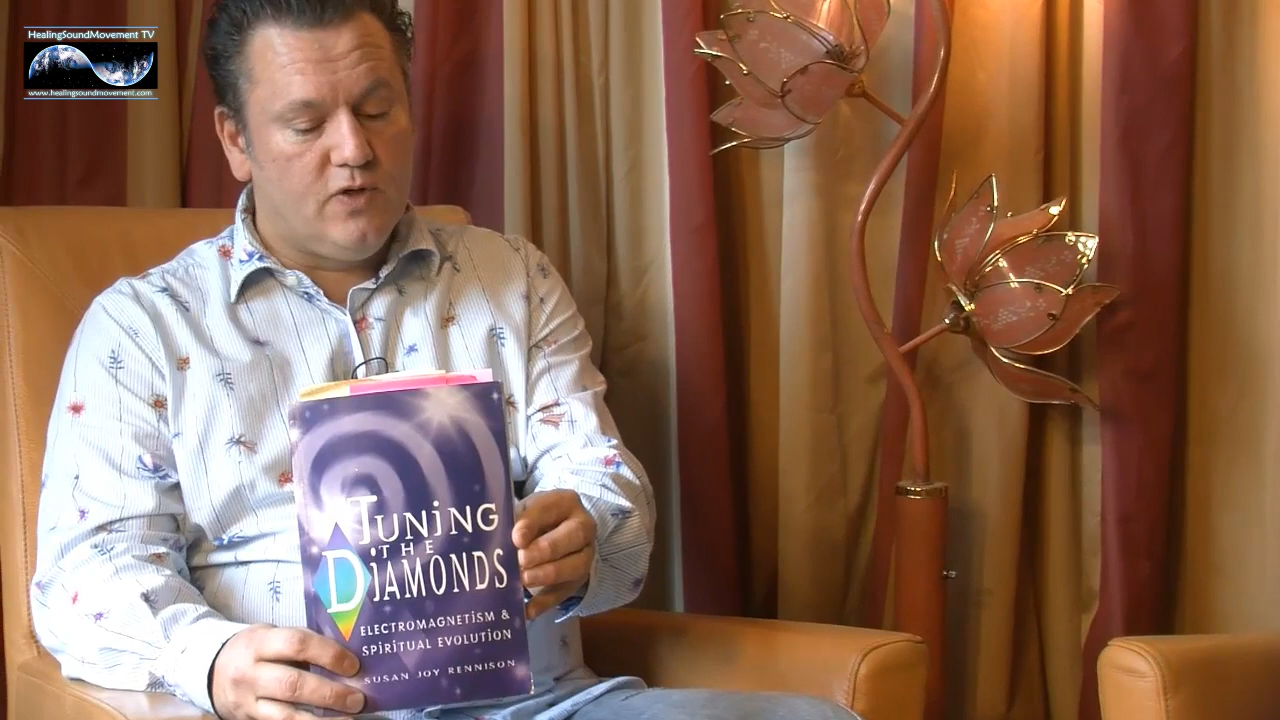 HealingSoundMovement TV
www.healingsoundmovement.com
TUNiNG
THE
DiAMONDS
ELECTROMAGNETiSM &
SPiRiTUAL EVOLUTiON
SUSAN JOY RENNISON